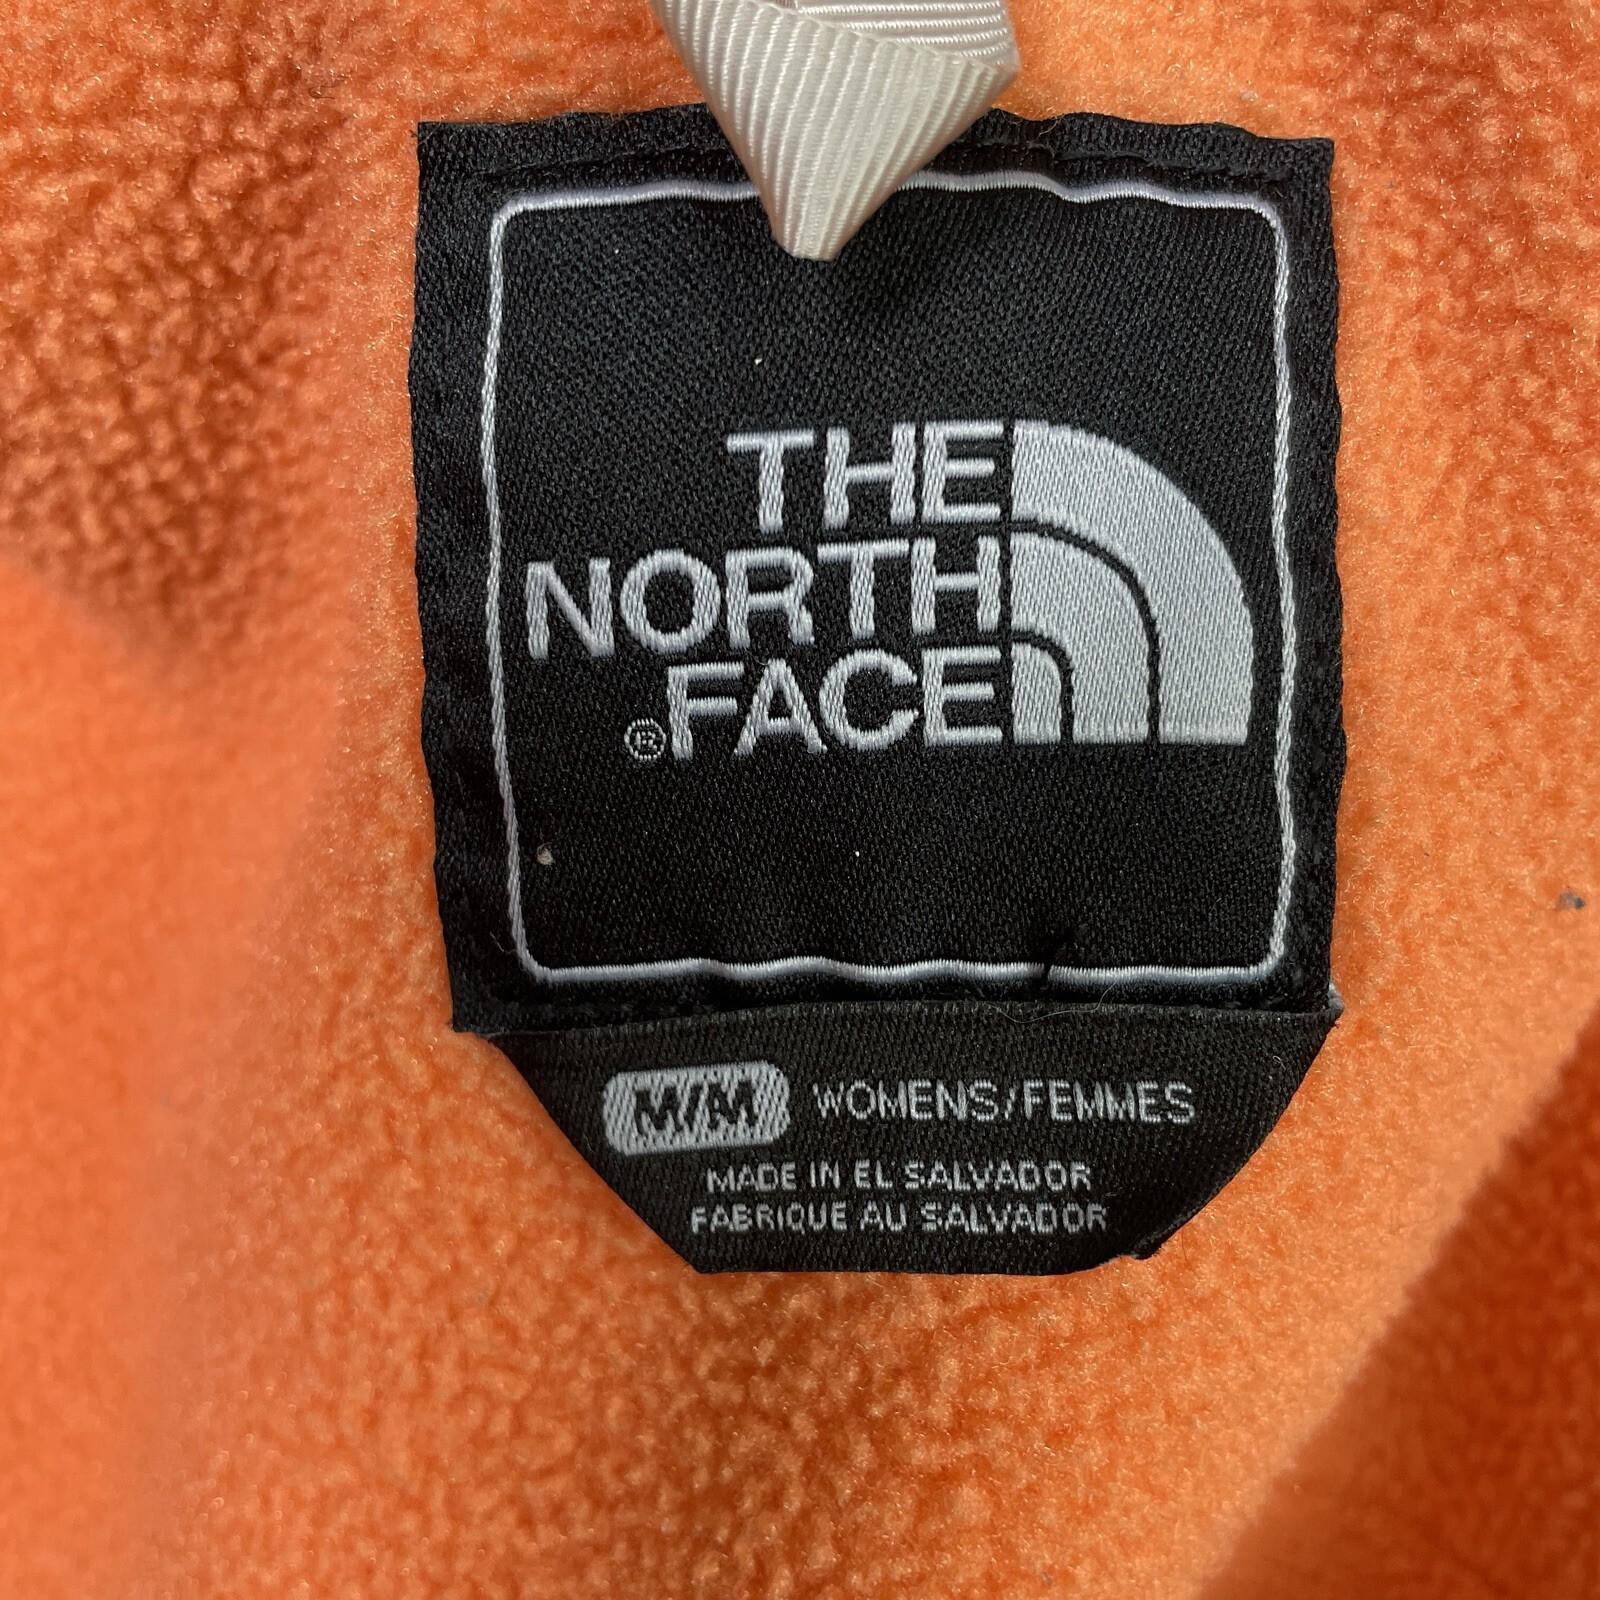 THE
NORTH
®FACE
M/M WOMENS/FEMMES
MADE IN EL SALVADOR
FABRIQUE AU SALVADOR